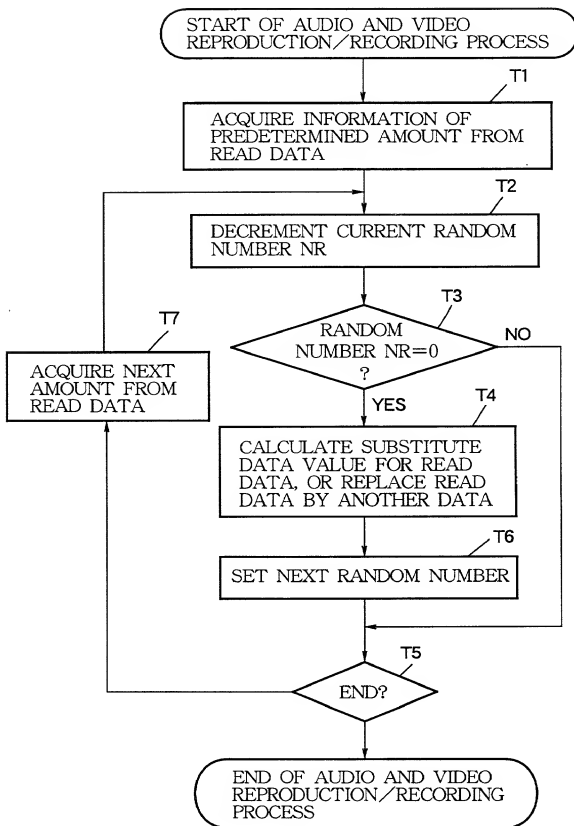 START OF AUDIO AND VIDEO
REPRODUCTION/RECORDING PROCESS
T1
ACQUIRE INFORMATION OF
PREDETERMINED AMOUNT FROM
READ DATA
T2
DECREMENT CURRENT RANDOM
NUMBER NR
T3
RANDOM
NUMBER NR=0
?
NO
YES
T7
ACQUIRE NEXT
AMOUNT FROM
READ DATA
T4
CALCULATE SUBSTITUTE
DATA VALUE FOR READ
DATA, OR REPLACE READ
DATA BY ANOTHER DATA
T6
SET NEXT RANDOM NUMBER
T5
END?
END OF AUDIO AND VIDEO
REPRODUCTION/RECORDING
PROCESS